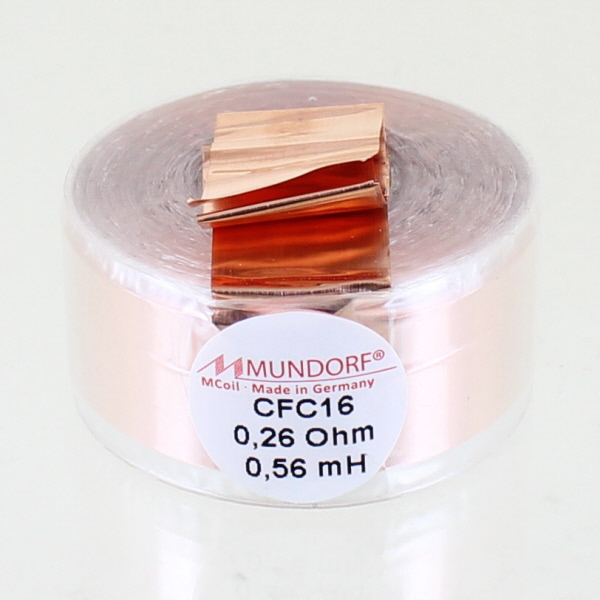 MUNDORF®
MCoil · Made in Germany
CFC16
0,26 Ohm
0,56 mH